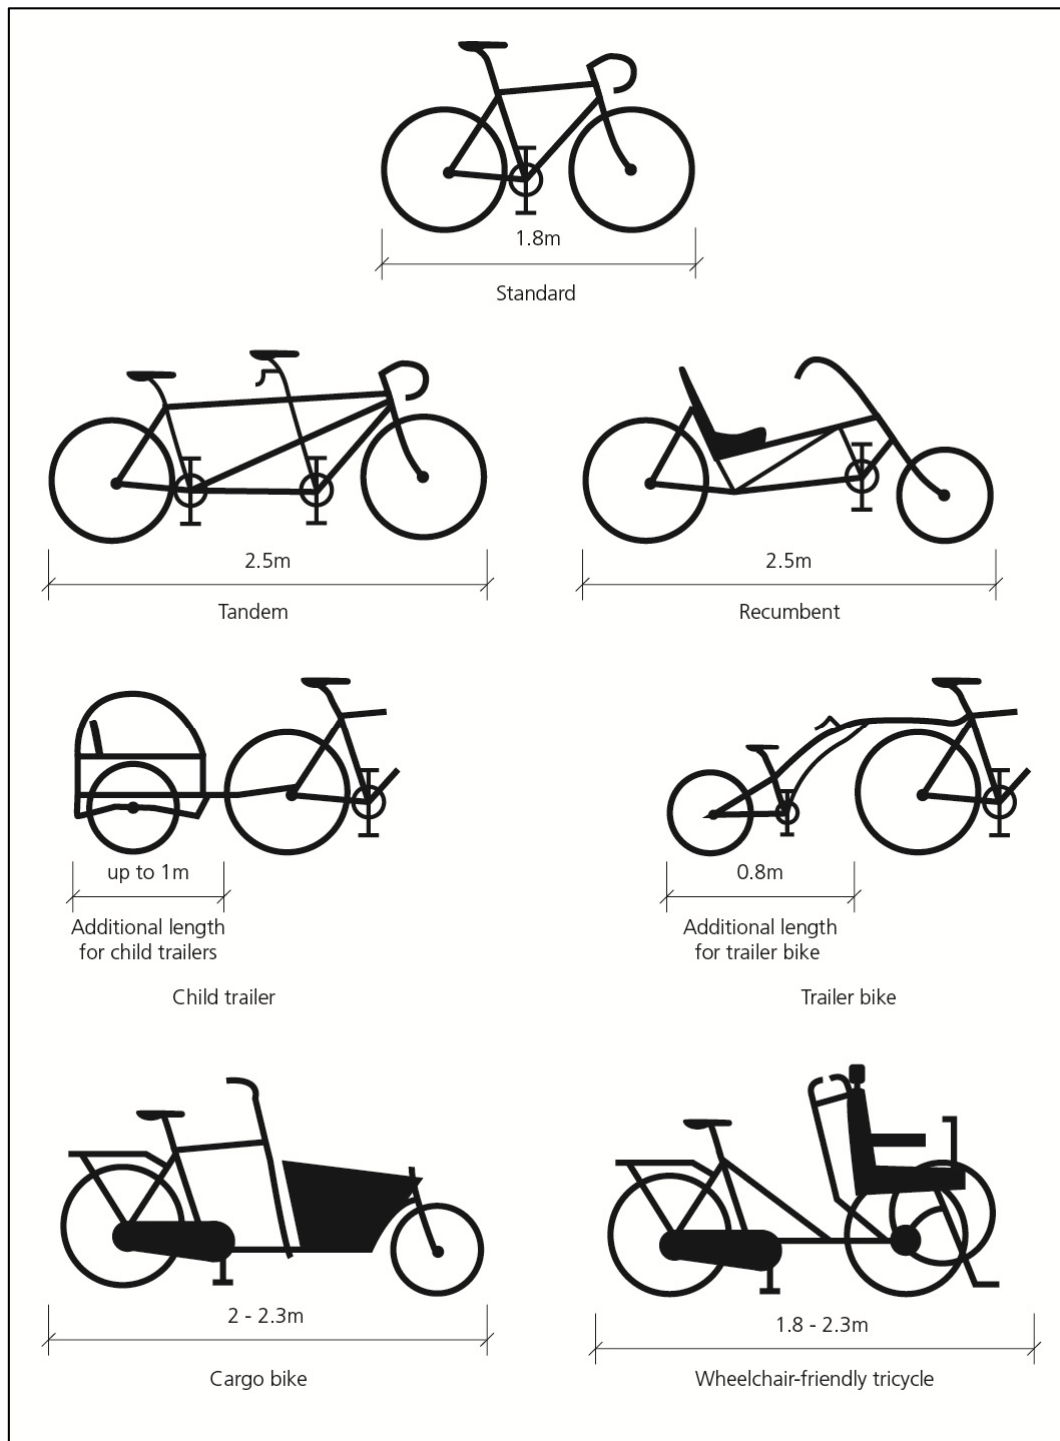 1.8m
Standard
2.5m
Tandem
2.5m
Recumbent
up to 1m
Additional length
for child trailers
Child trailer
0.8m
Additional length
for trailer bike
Trailer bike
2 - 2.3m
Cargo bike
1.8 - 2.3m
Wheelchair-friendly tricycle